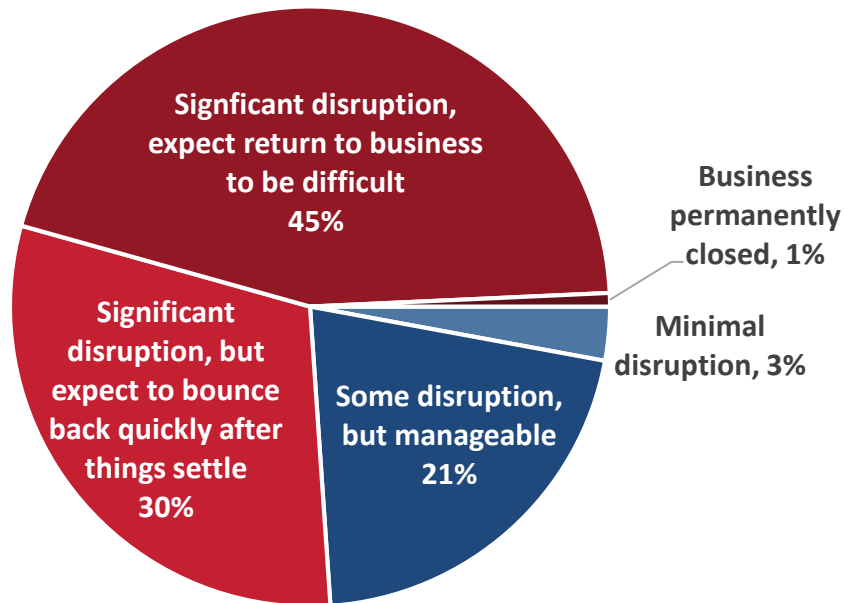 Signficant disruption,
expect return to business
to be difficult
45%
Business
permanently
closed, 1%
Minimal
disruption, 3%
Some disruption,
but manageable
21%
Significant
disruption, but
expect to bounce
back quickly after
things settle
30%